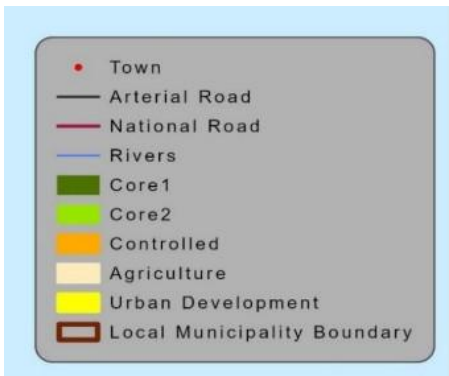 Town
Arterial Road
National Road
Rivers
Core1
Core2
Controlled
Agriculture
Urban Development
Local Municipality Boundary